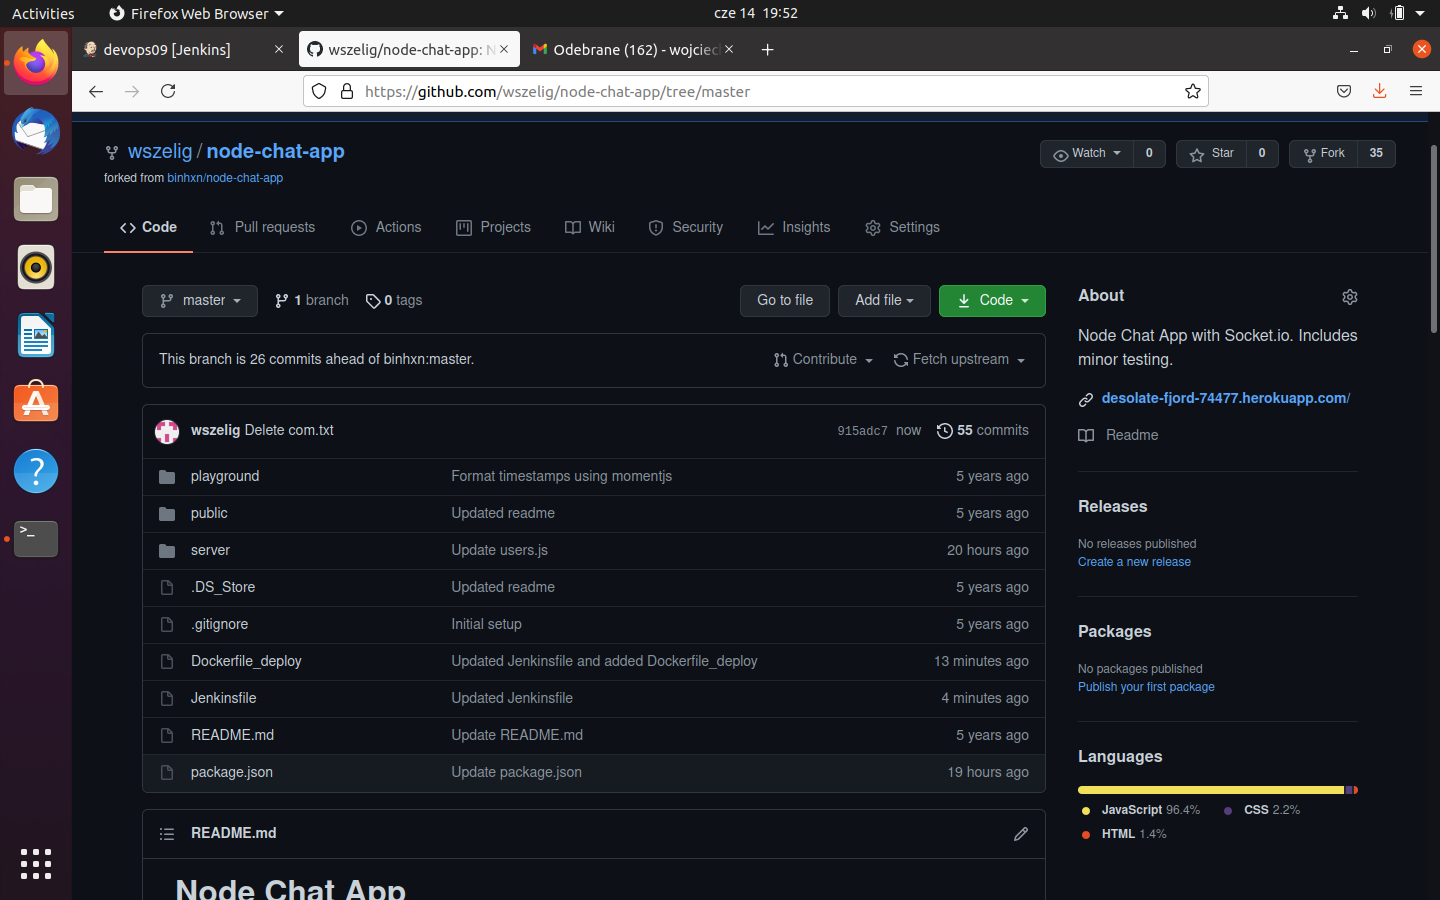 Activities
Firefox Web Browser
cze 14 19:52
devops09 [Jenkins]
wszelig/node-chat-app: N
Odebrane (162) - wojciec
https://github.com/wszelig/node-chat-app/tree/master
wszelig / node-chat-app
forked from binhxn/node-chat-app
Watch 0
Star 0
Fork 35
Code
Pull requests
Actions
Projects
Wiki
Security
Insights
Settings
master
1 branch
0 tags
Go to file
Add file
Code
This branch is 26 commits ahead of binhxn:master.
Contribute
Fetch upstream
wszelig Delete com.txt
915adc7 now
55 commits
playground Format timestamps using momentjs 5 years ago
public Updated readme 5 years ago
server Update users.js 20 hours ago
.DS_Store Updated readme 5 years ago
.gitignore Initial setup 5 years ago
Dockerfile_deploy Updated Jenkinsfile and added Dockerfile_deploy 13 minutes ago
Jenkinsfile Updated Jenkinsfile 4 minutes ago
README.md Update README.md 5 years ago
package.json Update package.json 19 hours ago
README.md
Node Chat App
About
Node Chat App with Socket.io. Includes
minor testing.
desolate-fjord-74477.herokuapp.com/
Readme
Releases
No releases published
Create a new release
Packages
No packages published
Publish your first package
Languages
JavaScript 96.4%
CSS 2.2%
HTML 1.4%